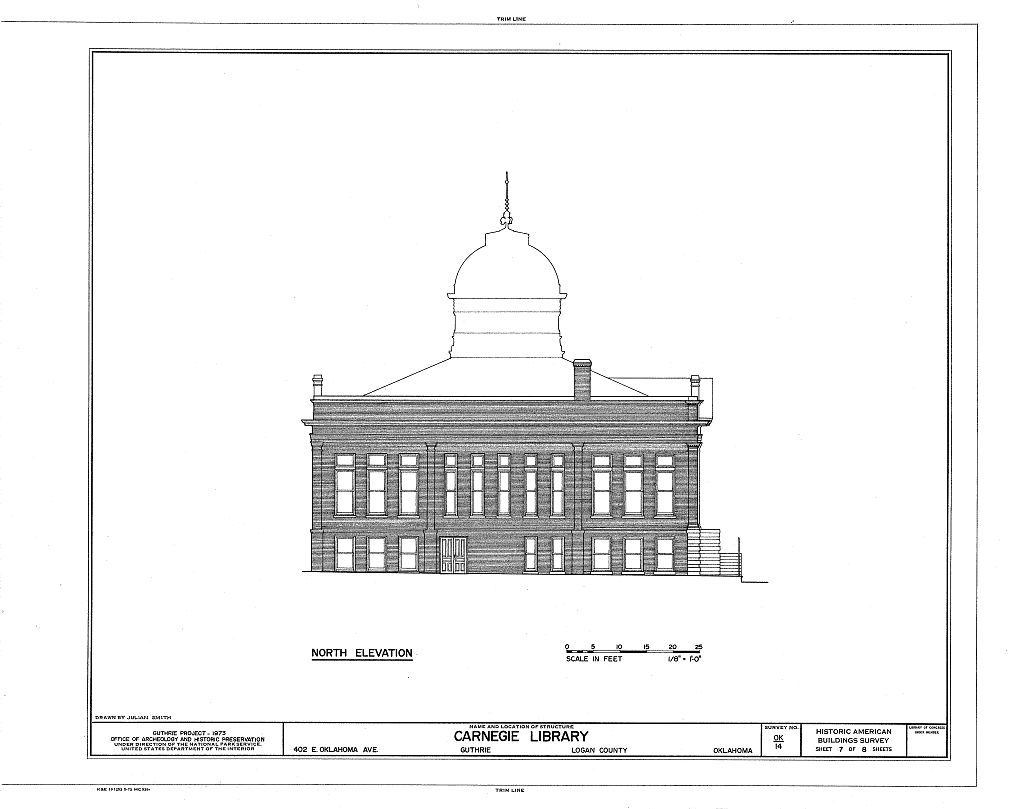 TRIM LINE
NORTH ELEVATION
0 5 10 15 20 25
SCALE IN FEET 1/8" = 1'-0"
DRAWN BY JULIAN SMITH
GUTHRIE PROJECT - 1973
OFFICE OF ARCHEOLOGY AND HISTORIC PRESERVATION
UNDER DIRECTION OF THE NATIONAL PARK SERVICE,
UNITED STATES DEPARTMENT OF THE INTERIOR
NAME AND LOCATION OF STRUCTURE
CARNEGIE LIBRARY
402 E. OKLAHOMA AVE. GUTHRIE LOGAN COUNTY OKLAHOMA
SURVEY NO.
OK
14
HISTORIC AMERICAN
BUILDINGS SURVEY
SHEET 7 OF 8 SHEETS
LIBRARY OF CONGRESS
INDEX NUMBER
TRIM LINE